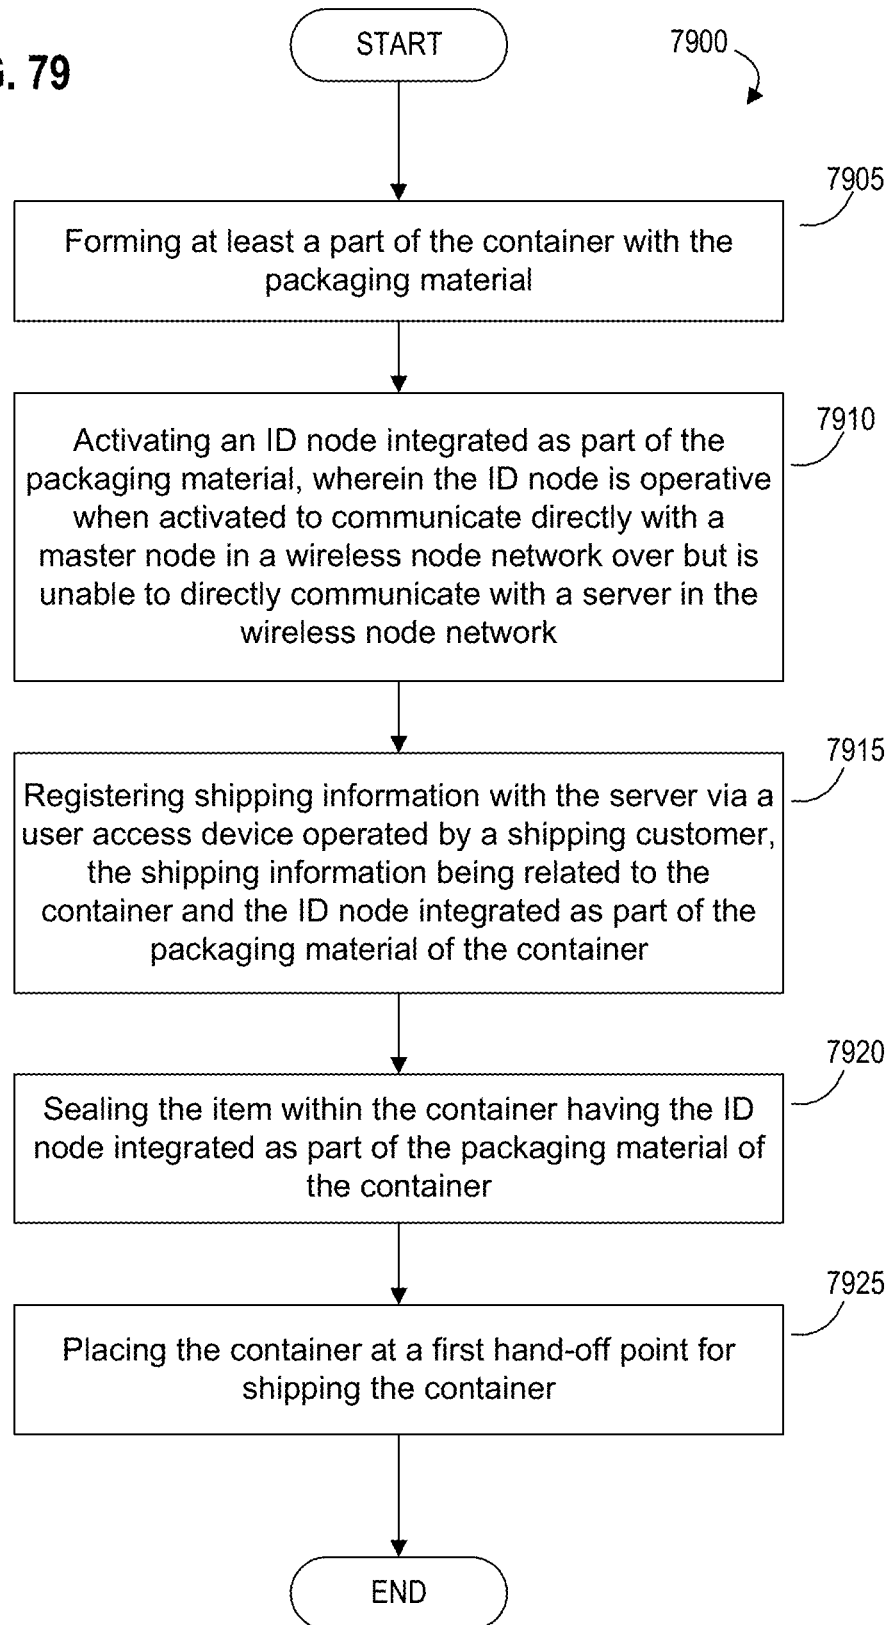 START
7900
. 79
7905
Forming at least a part of the container with the
packaging material
7910
Activating an ID node integrated as part of the
packaging material, wherein the ID node is operative
when activated to communicate directly with a
master node in a wireless node network over but is
unable to directly communicate with a server in the
wireless node network
7915
Registering shipping information with the server via a
user access device operated by a shipping customer,
the shipping information being related to the
container and the ID node integrated as part of the
packaging material of the container
7920
Sealing the item within the container having the ID
node integrated as part of the packaging material of
the container
7925
Placing the container at a first hand-off point for
shipping the container
END